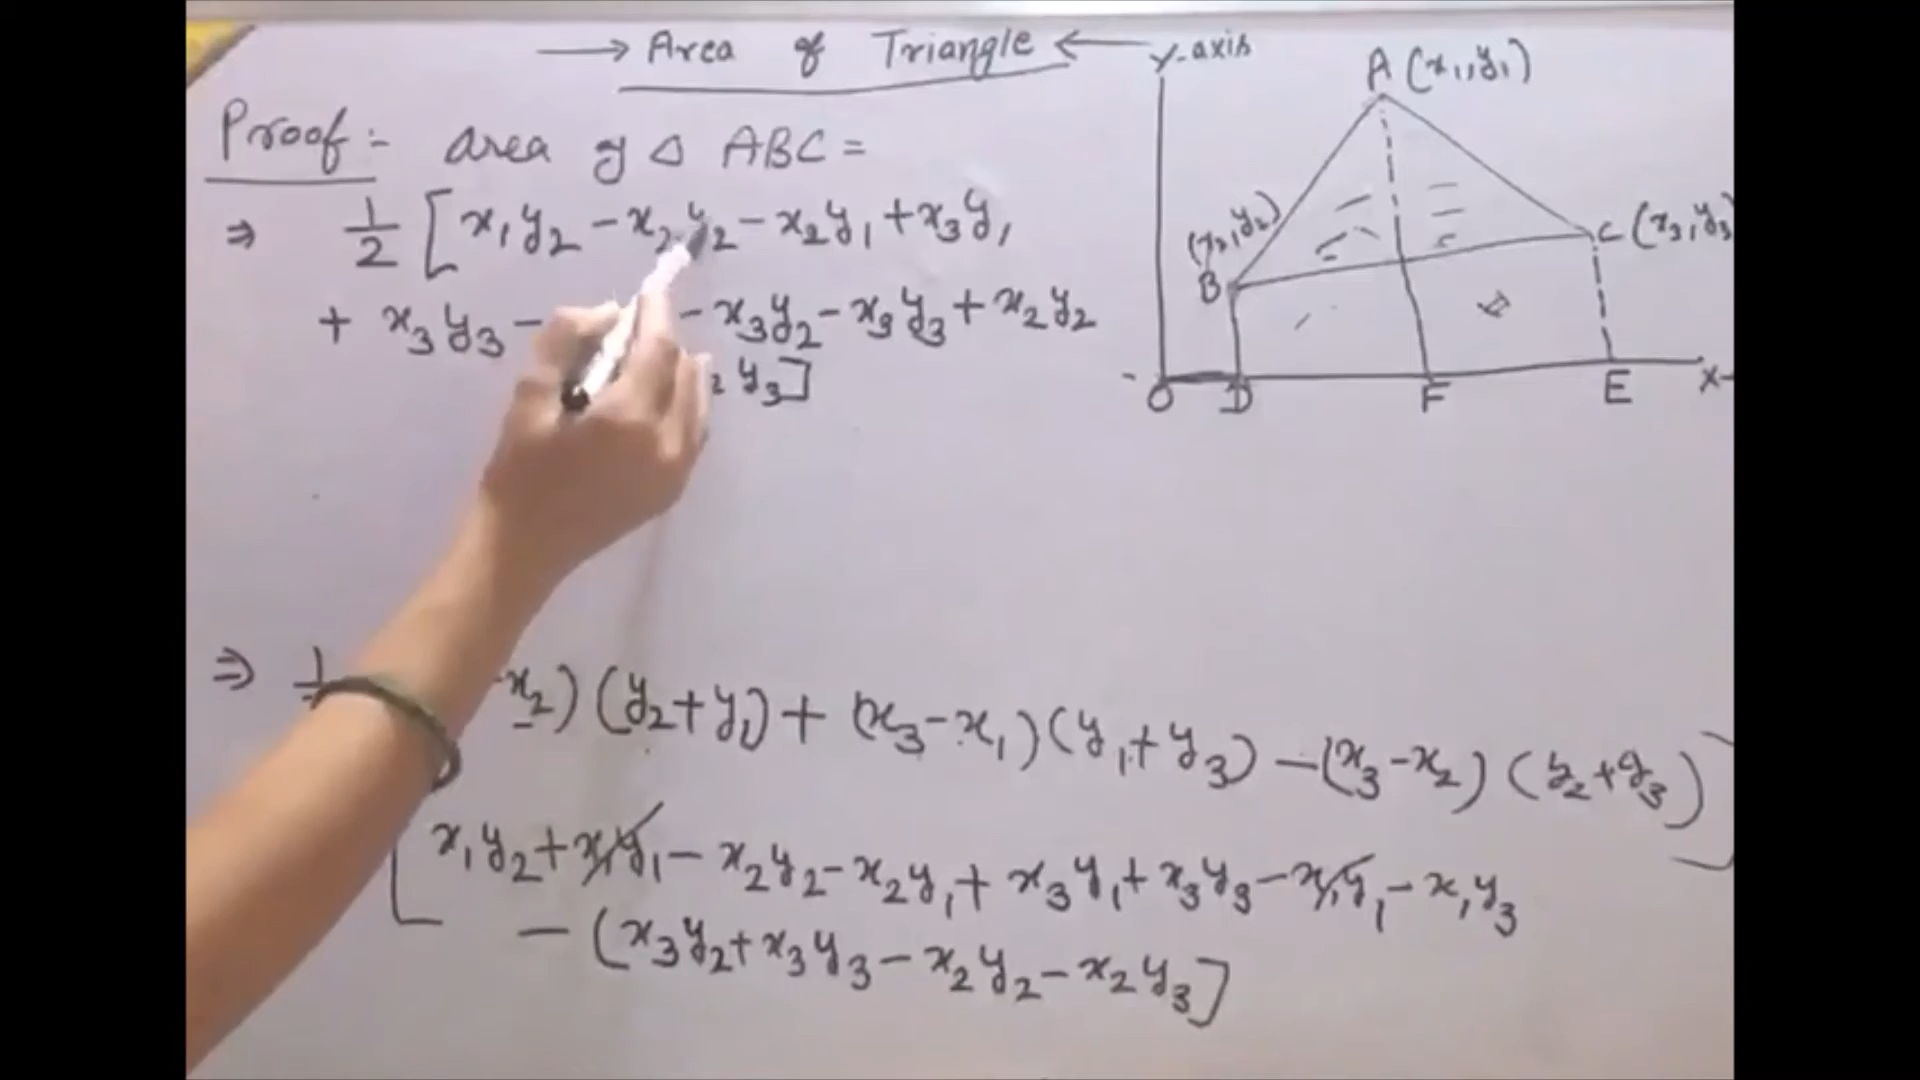 → Area of Triangle ←
Proof:- Area of △ ABC =
⇒ 1/2 [x₁y₂ - x₂y₂ - x₂y₁ + x₃y₁
+ x₃y₃ - - x₃y₂ - x₃y₃ + x₂y₂
₂y₃]
Y-axis
A (x₁,y₁)
(x₂,y₂)
B
C (x₃,y₃)
O D F E X-
⇒ 1/ -x₂) (y₂+y₁) + (x₃-x₁) (y₁+y₃) - (x₃-x₂) (y₂+y₃)]
[x₁y₂ + x₁y₁ - x₂y₂ - x₂y₁ + x₃y₁ + x₃y₃ - x₁y₁ - x₁y₃
- (x₃y₂ + x₃y₃ - x₂y₂ - x₂y₃]